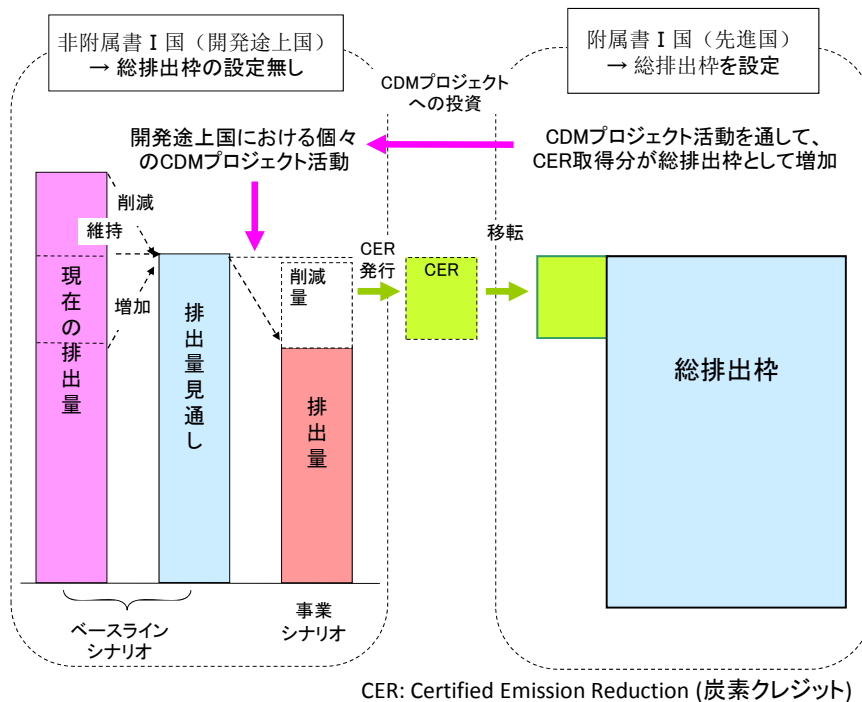 非附属書Ⅰ国（開発途上国）
→ 総排出枠の設定無し
附属書Ⅰ国（先進国）
→ 総排出枠を設定
CDMプロジェクト
への投資
開発途上国における個々
のCDMプロジェクト活動
CDMプロジェクト活動を通して、
CER取得分が総排出枠として増加
削減
維持
増加
現在の排出量
排出量見通し
削減
量
排出量
CER
発行
CER
移転
総排出枠
ベースライン
シナリオ
事業
シナリオ
CER: Certified Emission Reduction (炭素クレジット)